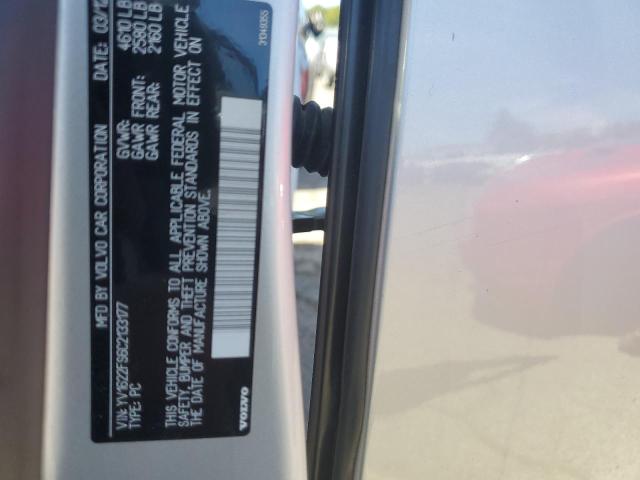 MFD BY VOLVO CAR CORPORATION DATE: 03/12
GVWR: 4610 LB
GAWR FRONT: 2580 LB
GAWR REAR: 2160 LB
VIN: YV1622FS6C2133177
TYPE: PC
THIS VEHICLE CONFORMS TO ALL APPLICABLE FEDERAL MOTOR VEHICLE
SAFETY, BUMPER AND THEFT PREVENTION STANDARDS IN EFFECT ON
THE DATE OF MANUFACTURE SHOWN ABOVE.
VOLVO